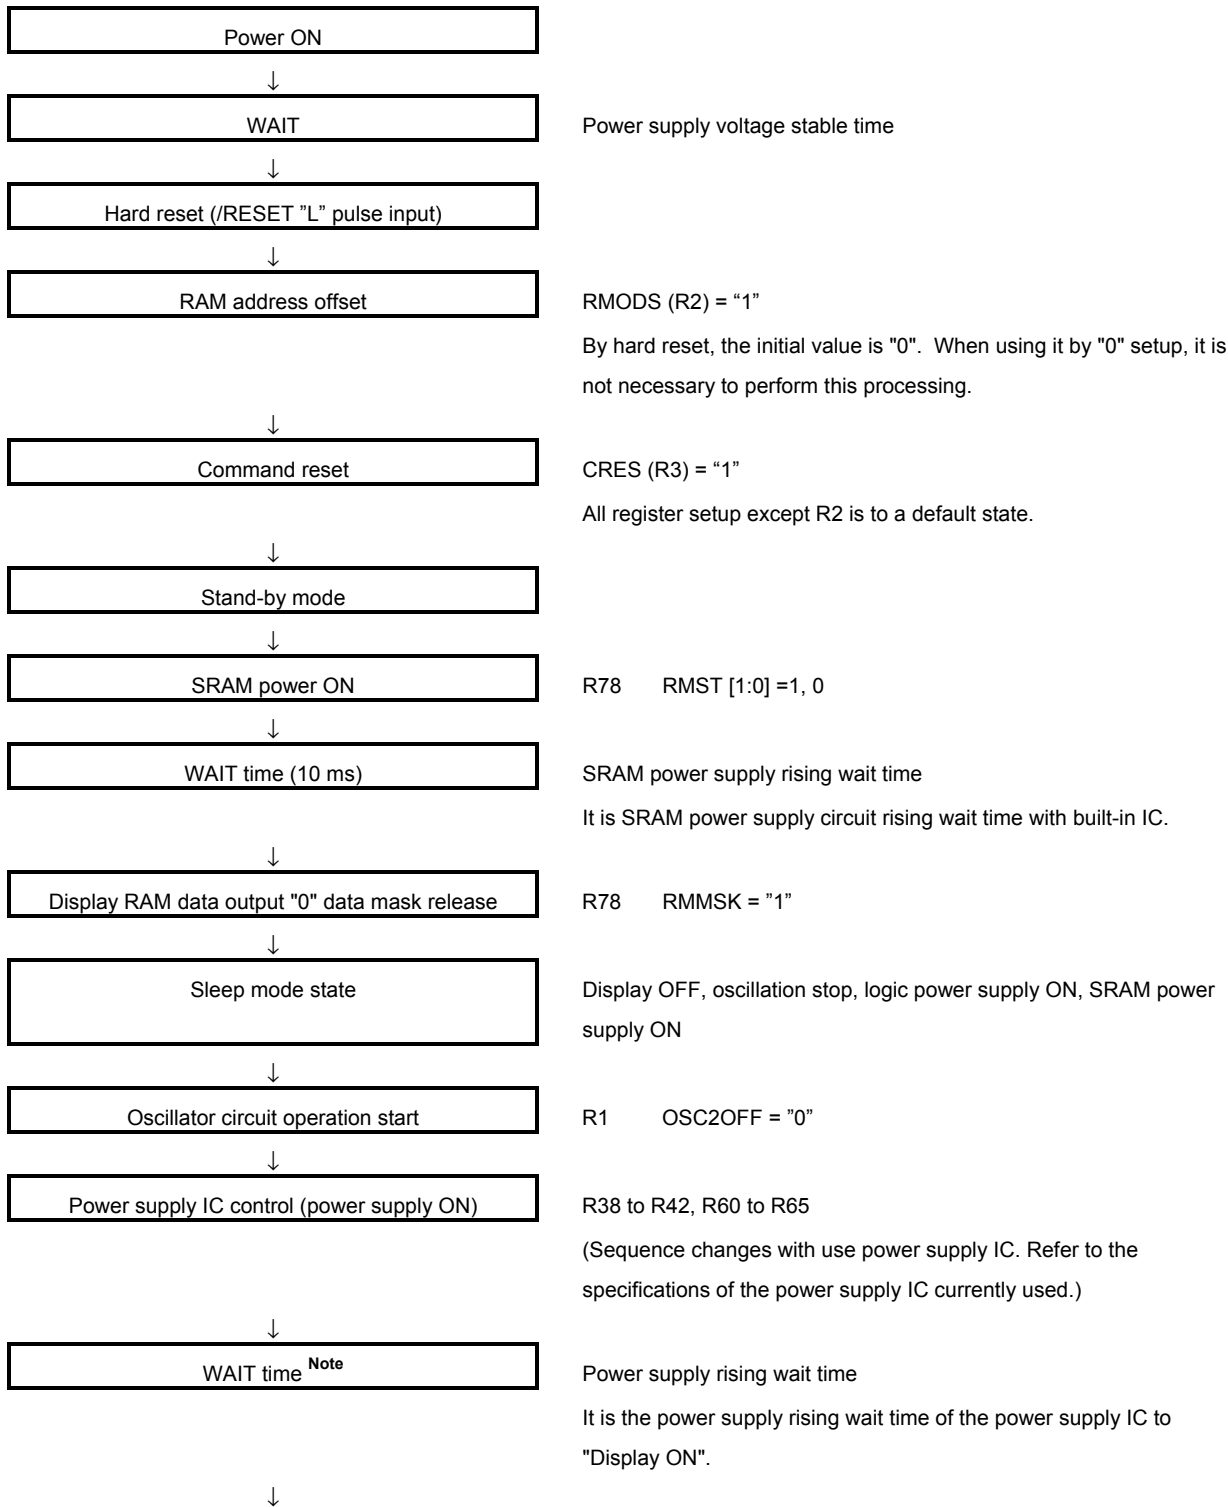 Power ON
↓
WAIT
Power supply voltage stable time
↓
Hard reset (/RESET ”L” pulse input)
↓
RAM address offset
RMODS (R2) = “1”
By hard reset, the initial value is "0".  When using it by "0" setup, it is
not necessary to perform this processing.
↓
Command reset
CRES (R3) = “1”
All register setup except R2 is to a default state.
↓
Stand-by mode
↓
SRAM power ON
R78 RMST [1:0] =1, 0
↓
WAIT time (10 ms)
SRAM power supply rising wait time
It is SRAM power supply circuit rising wait time with built-in IC.
↓
Display RAM data output "0" data mask release
R78 RMMSK = ”1”
↓
Sleep mode state
Display OFF, oscillation stop, logic power supply ON, SRAM power
supply ON
↓
Oscillator circuit operation start
R1 OSC2OFF = ”0”
↓
Power supply IC control (power supply ON)
R38 to R42, R60 to R65
(Sequence changes with use power supply IC. Refer to the
specifications of the power supply IC currently used.)
↓
WAIT time Note
Power supply rising wait time
It is the power supply rising wait time of the power supply IC to
"Display ON".
↓